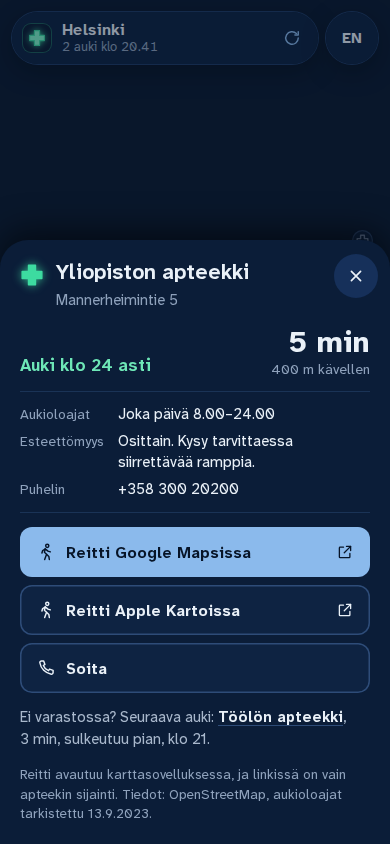 Helsinki
2 auki klo 20.41
EN
Yliopiston apteekki
Mannerheimintie 5
5 min
Auki klo 24 asti
400 m kävellen
Aukioloajat Joka päivä 8.00–24.00
Esteettömyys Osittain. Kysy tarvittaessa
siirrettävää ramppia.
Puhelin +358 300 20200
Reitti Google Mapsissa
Reitti Apple Kartoissa
Soita
Ei varastossa? Seuraava auki: Töölön apteekki,
3 min, sulkeutuu pian, klo 21.
Reitti avautuu karttasovelluksessa, ja linkissä on vain
apteekin sijainti. Tiedot: OpenStreetMap, aukioloajat
tarkistettu 13.9.2023.